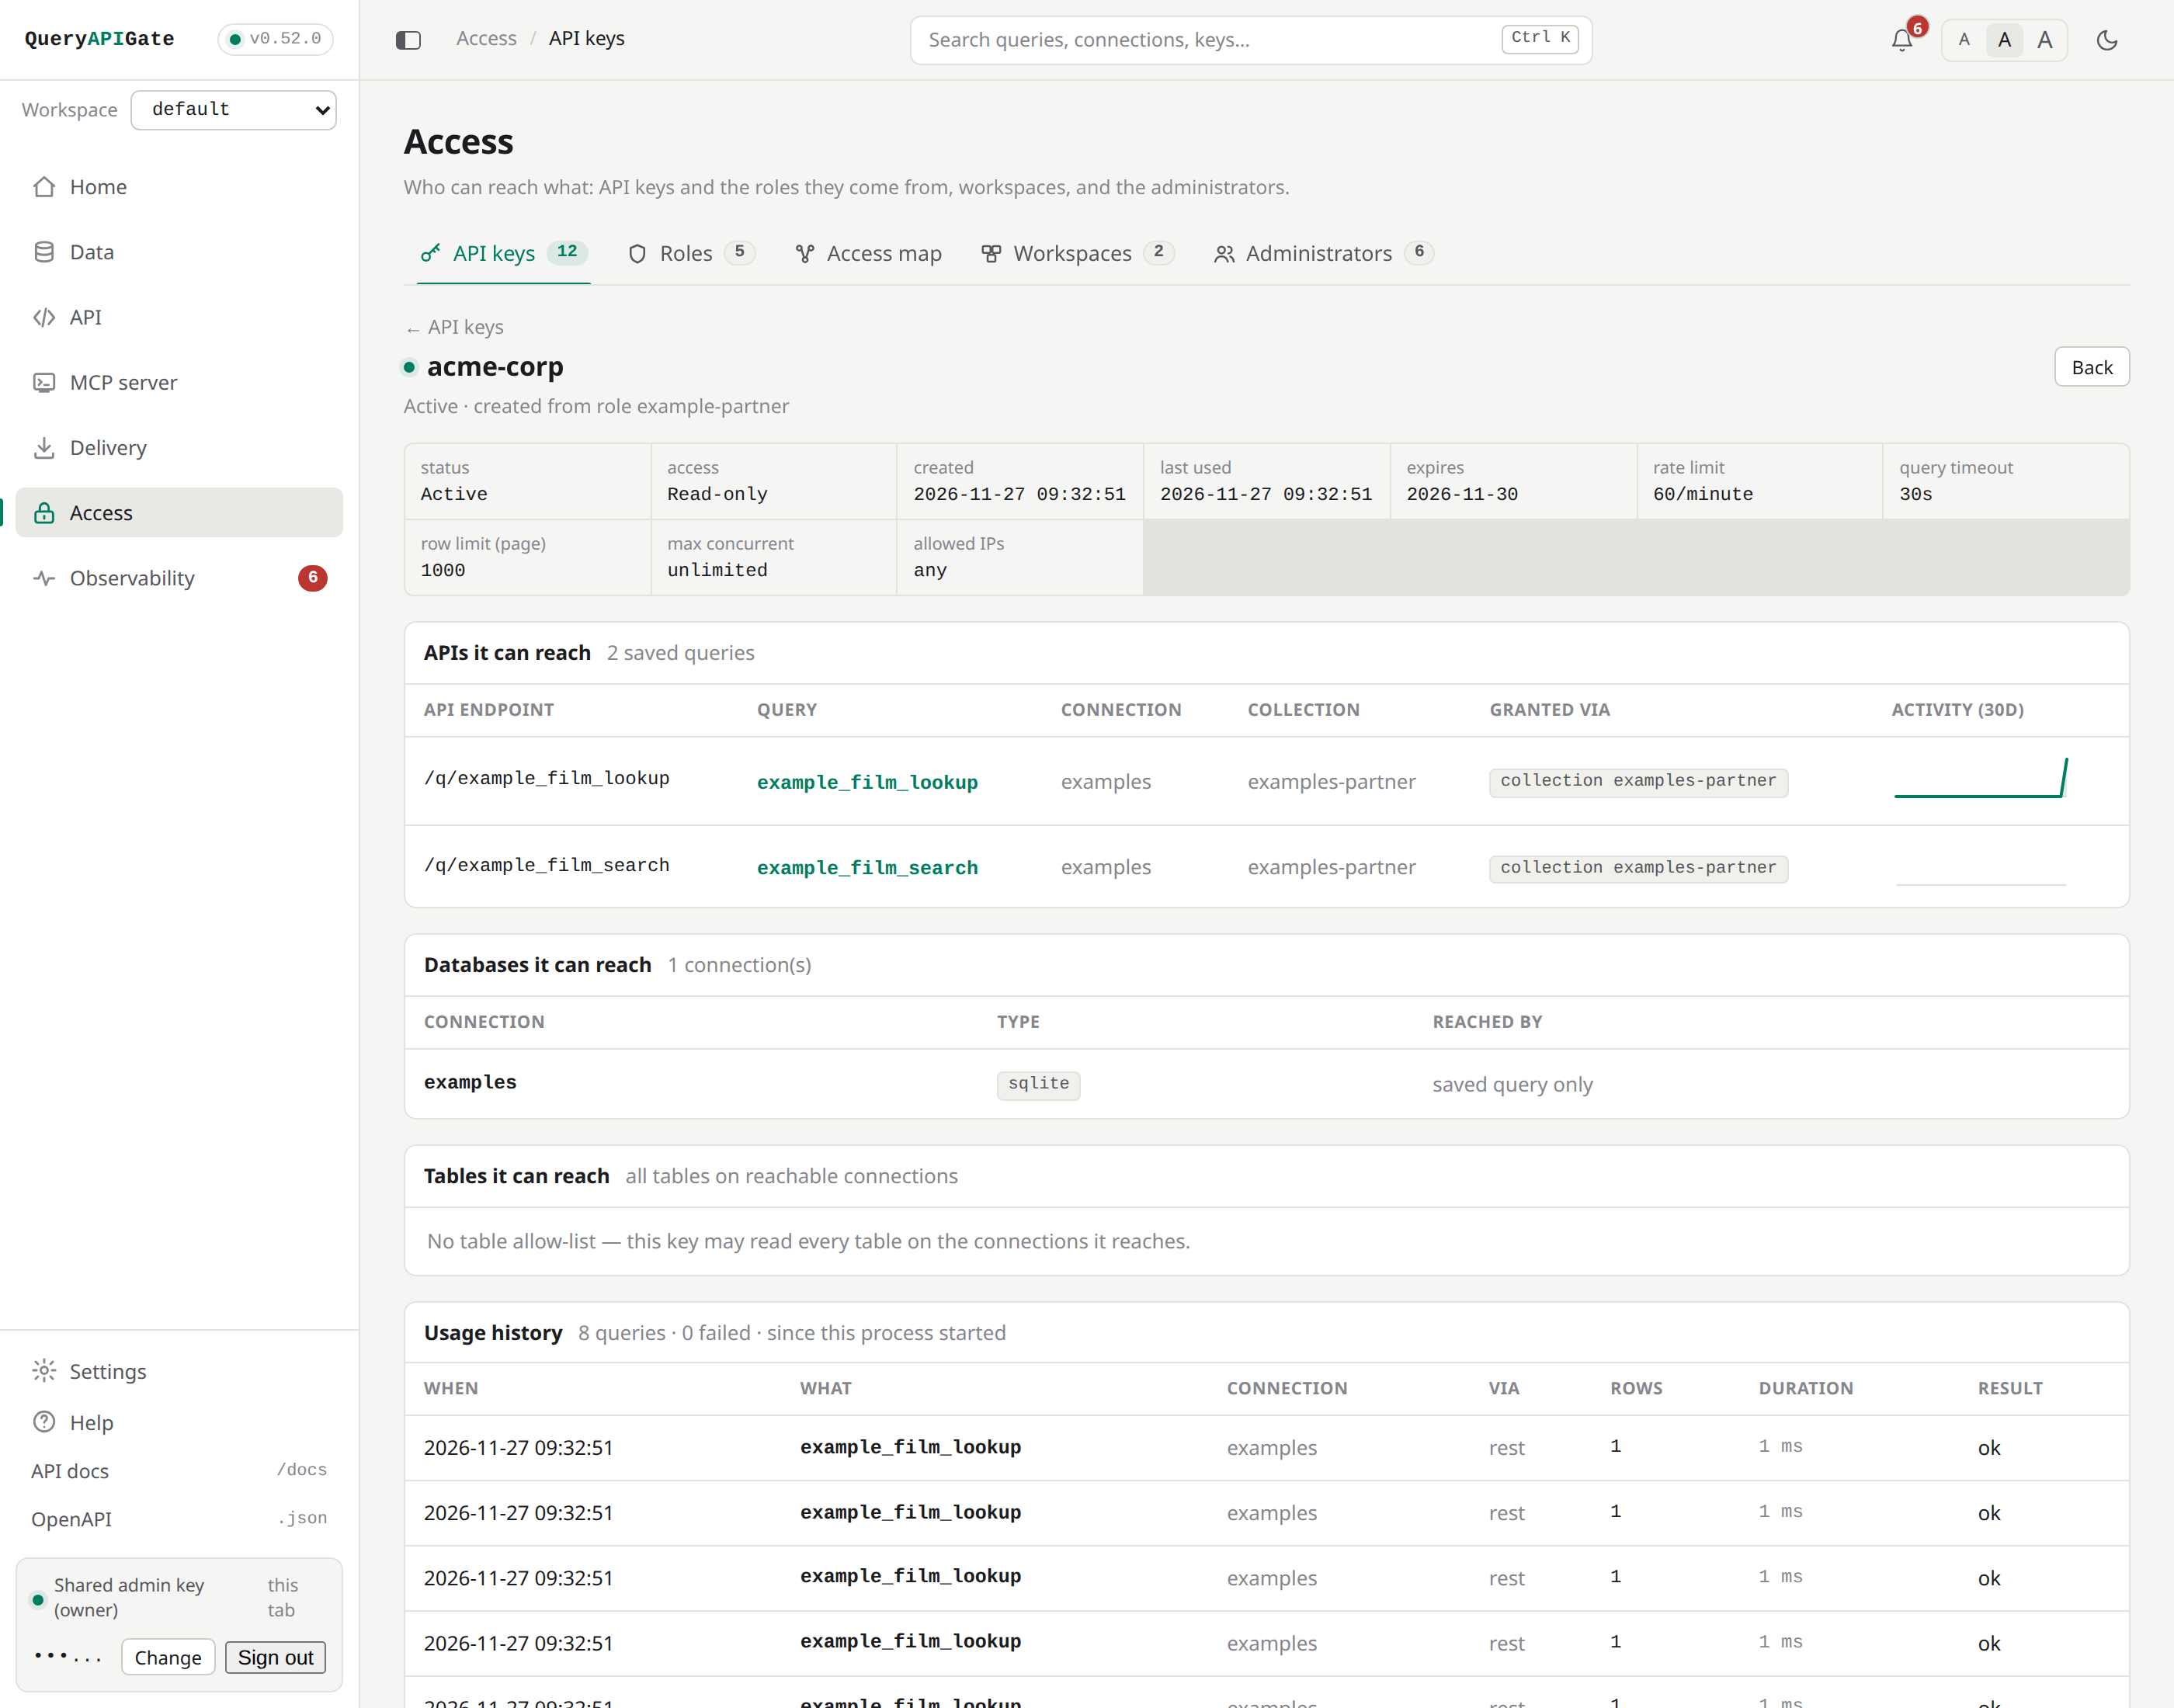 QueryAPIGate
v0.52.0
Access / API keys
Search queries, connections, keys...
Ctrl K
6
A A A
Workspace
default
Home
Data
API
MCP server
Delivery
Access
Observability
6
Settings
Help
API docs
/docs
OpenAPI
.json
Shared admin key (owner)
this tab
Change
Sign out
Access
Who can reach what: API keys and the roles they come from, workspaces, and the administrators.
API keys 12
Roles 5
Access map
Workspaces 2
Administrators 6
← API keys
acme-corp
Back
Active · created from role example-partner
status
Active
access
Read-only
created
2026-11-27 09:32:51
last used
2026-11-27 09:32:51
expires
2026-11-30
rate limit
60/minute
query timeout
30s
row limit (page)
1000
max concurrent
unlimited
allowed IPs
any
APIs it can reach 2 saved queries
API ENDPOINT QUERY CONNECTION COLLECTION GRANTED VIA ACTIVITY (30D)
/q/example_film_lookup example_film_lookup examples examples-partner collection examples-partner
/q/example_film_search example_film_search examples examples-partner collection examples-partner
Databases it can reach 1 connection(s)
CONNECTION TYPE REACHED BY
examples sqlite saved query only
Tables it can reach all tables on reachable connections
No table allow-list — this key may read every table on the connections it reaches.
Usage history 8 queries · 0 failed · since this process started
WHEN WHAT CONNECTION VIA ROWS DURATION RESULT
2026-11-27 09:32:51 example_film_lookup examples rest 1 1 ms ok
2026-11-27 09:32:51 example_film_lookup examples rest 1 1 ms ok
2026-11-27 09:32:51 example_film_lookup examples rest 1 1 ms ok
2026-11-27 09:32:51 example_film_lookup examples rest 1 1 ms ok
2026-11-27 09:32:51 example_film_lookup examples rest 1 1 ms ok